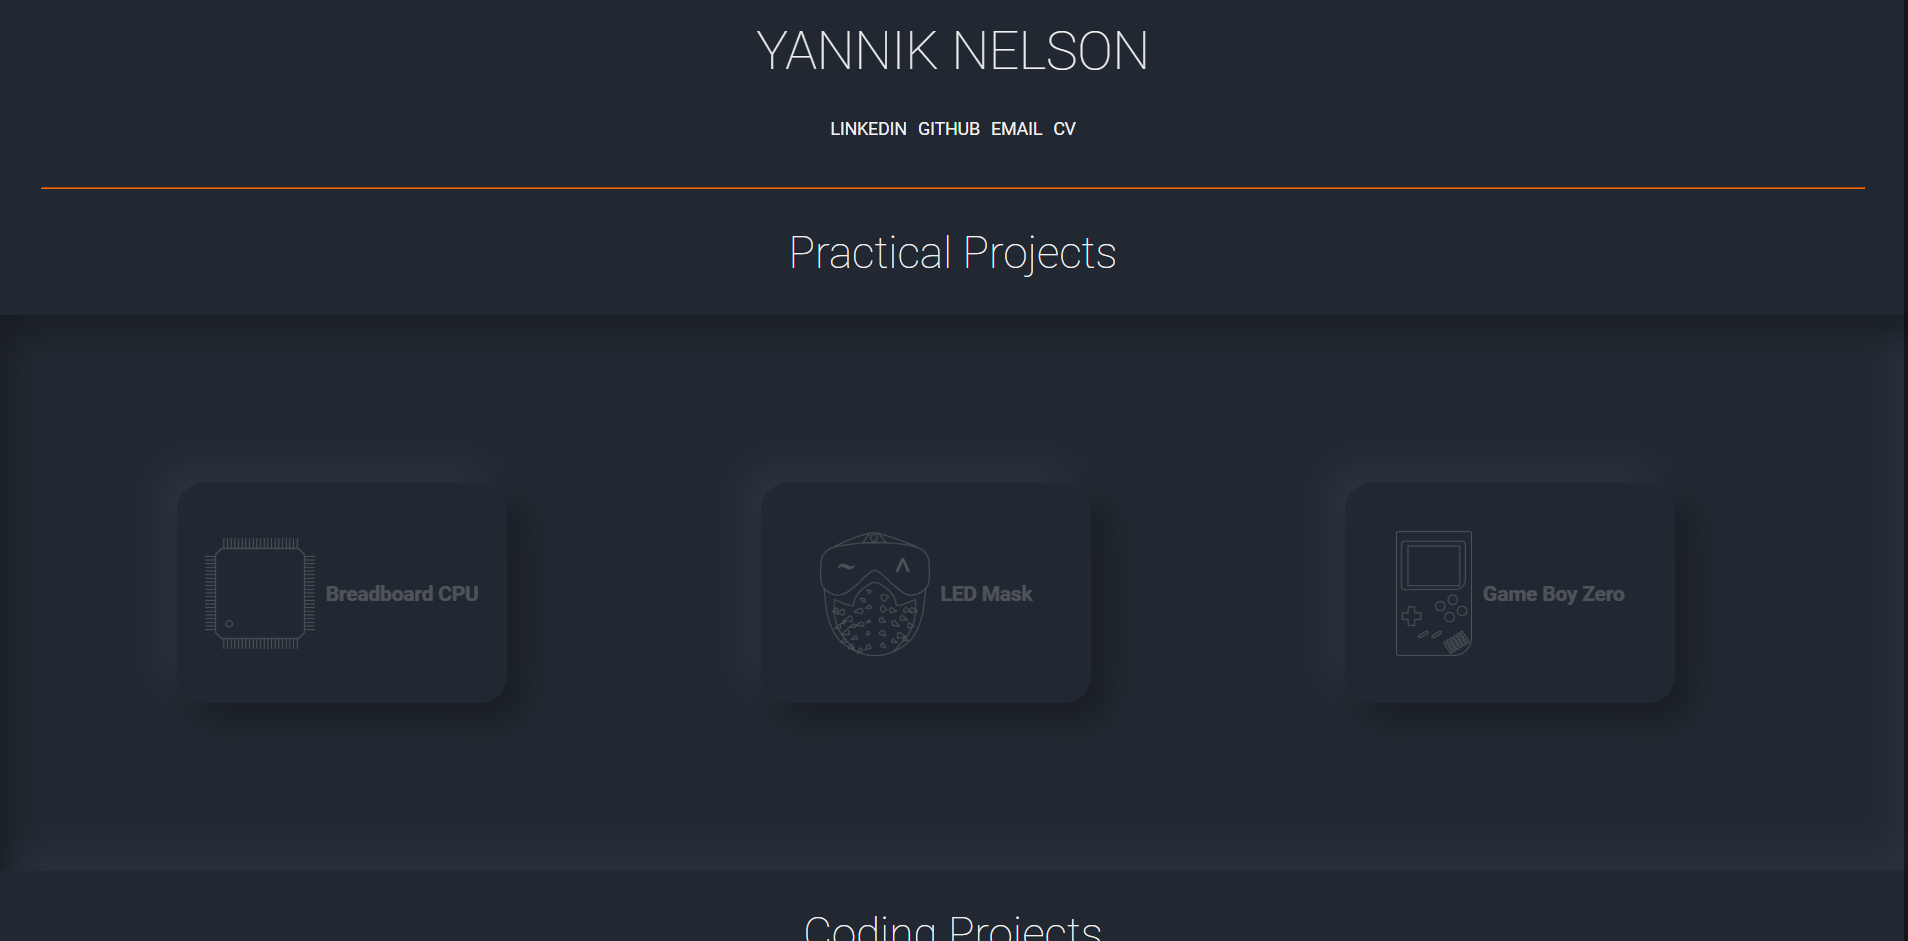 YANNIK NELSON
LINKEDIN GITHUB EMAIL CV
Practical Projects
Breadboard CPU
LED Mask
Game Boy Zero
Coding Projects